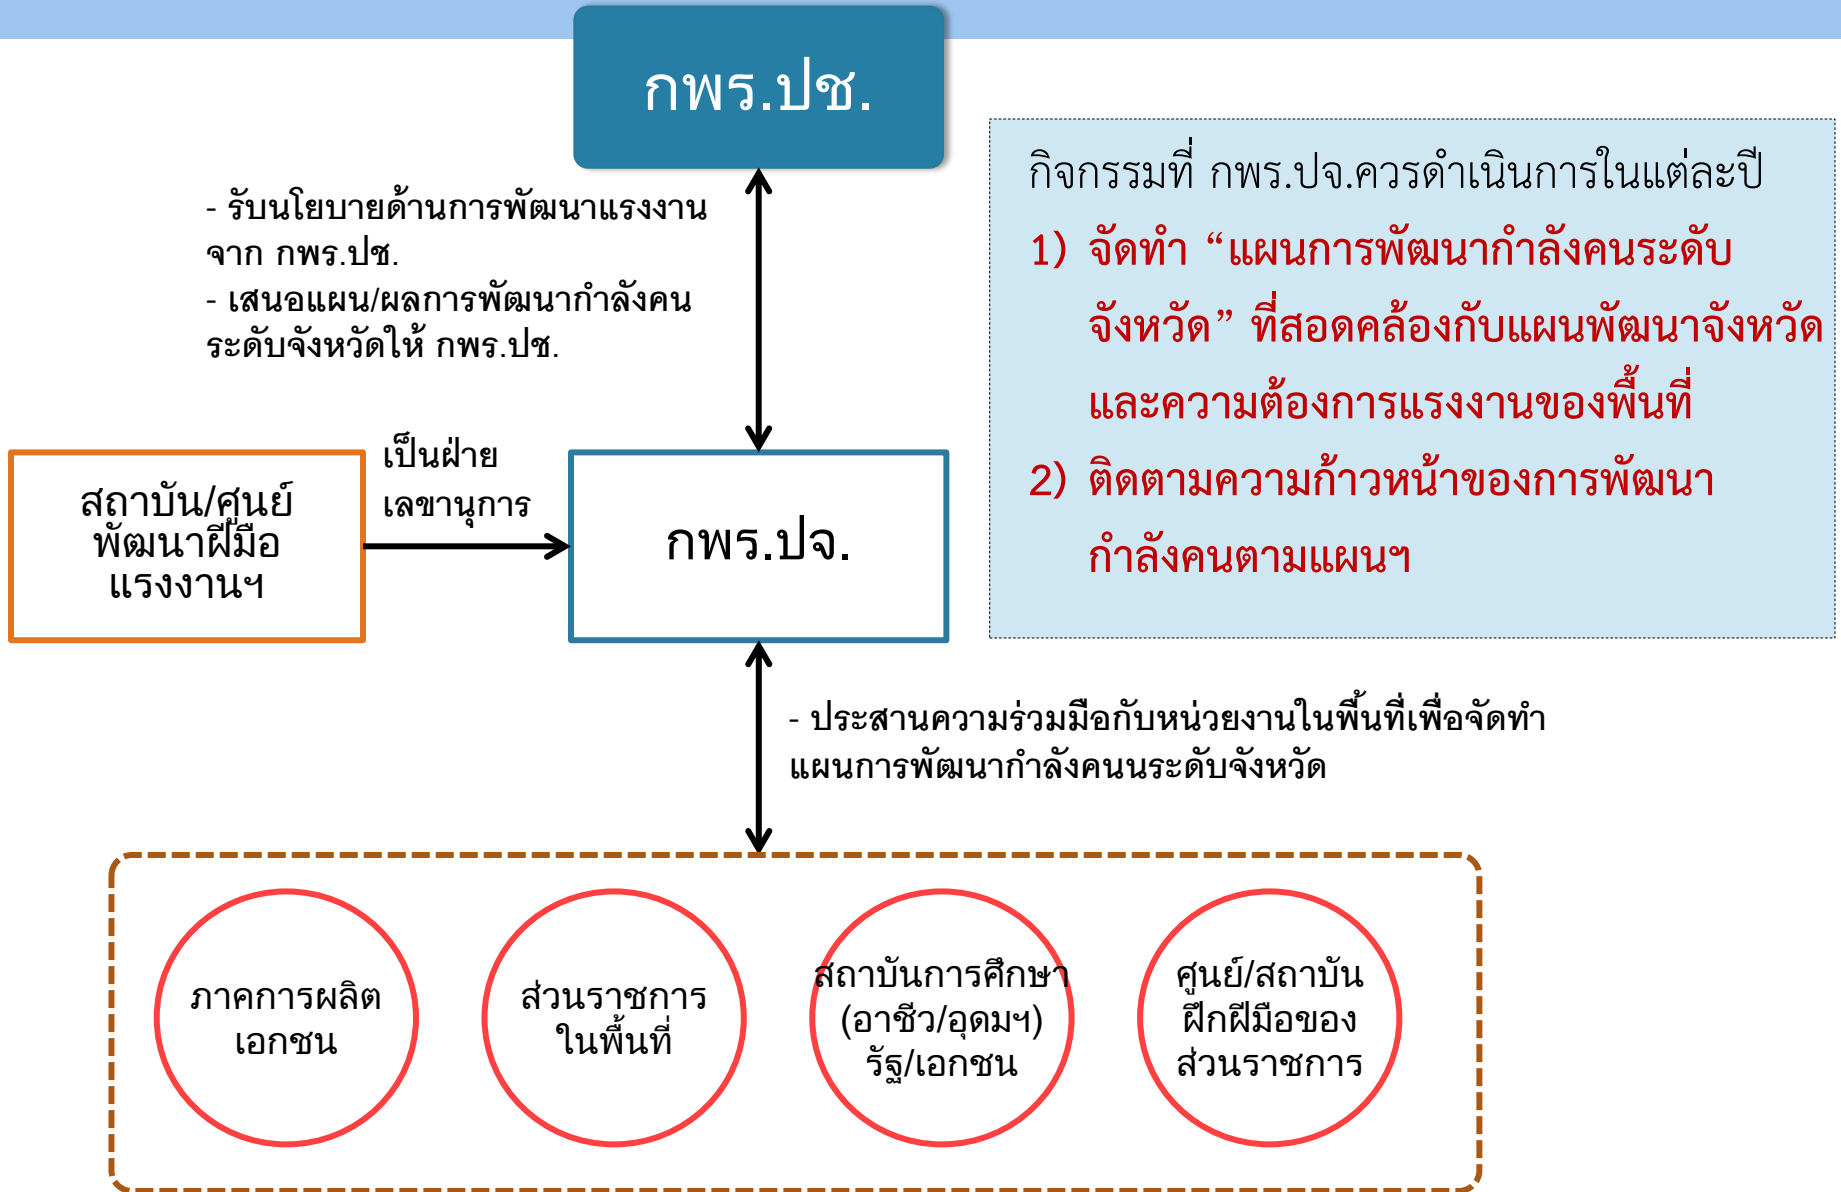 กพร.ปช.
- รับนโยบายด้านการพัฒนาแรงงาน
จาก กพร.ปช.
- เสนอแผน/ผลการพัฒนากำลังคน
ระดับจังหวัดให้ กพร.ปช.
กิจกรรมที่ กพร.ปจ.ควรดำเนินการในแต่ละปี
1) จัดทำ “แผนการพัฒนากำลังคนระดับ
จังหวัด” ที่สอดคล้องกับแผนพัฒนาจังหวัด
และความต้องการแรงงานของพื้นที่
2) ติดตามความก้าวหน้าของการพัฒนา
กำลังคนตามแผนฯ
สถาบัน/ศูนย์
พัฒนาฝีมือ
แรงงานฯ
เป็นฝ่าย
เลขานุการ
กพร.ปจ.
- ประสานความร่วมมือกับหน่วยงานในพื้นที่เพื่อจัดทำ
แผนการพัฒนากำลังคนนระดับจังหวัด
ภาคการผลิต
เอกชน
ส่วนราชการ
ในพื้นที่
สถาบันการศึกษา
(อาชีว/อุดมฯ)
รัฐ/เอกชน
ศูนย์/สถาบัน
ฝึกฝีมือของ
ส่วนราชการ